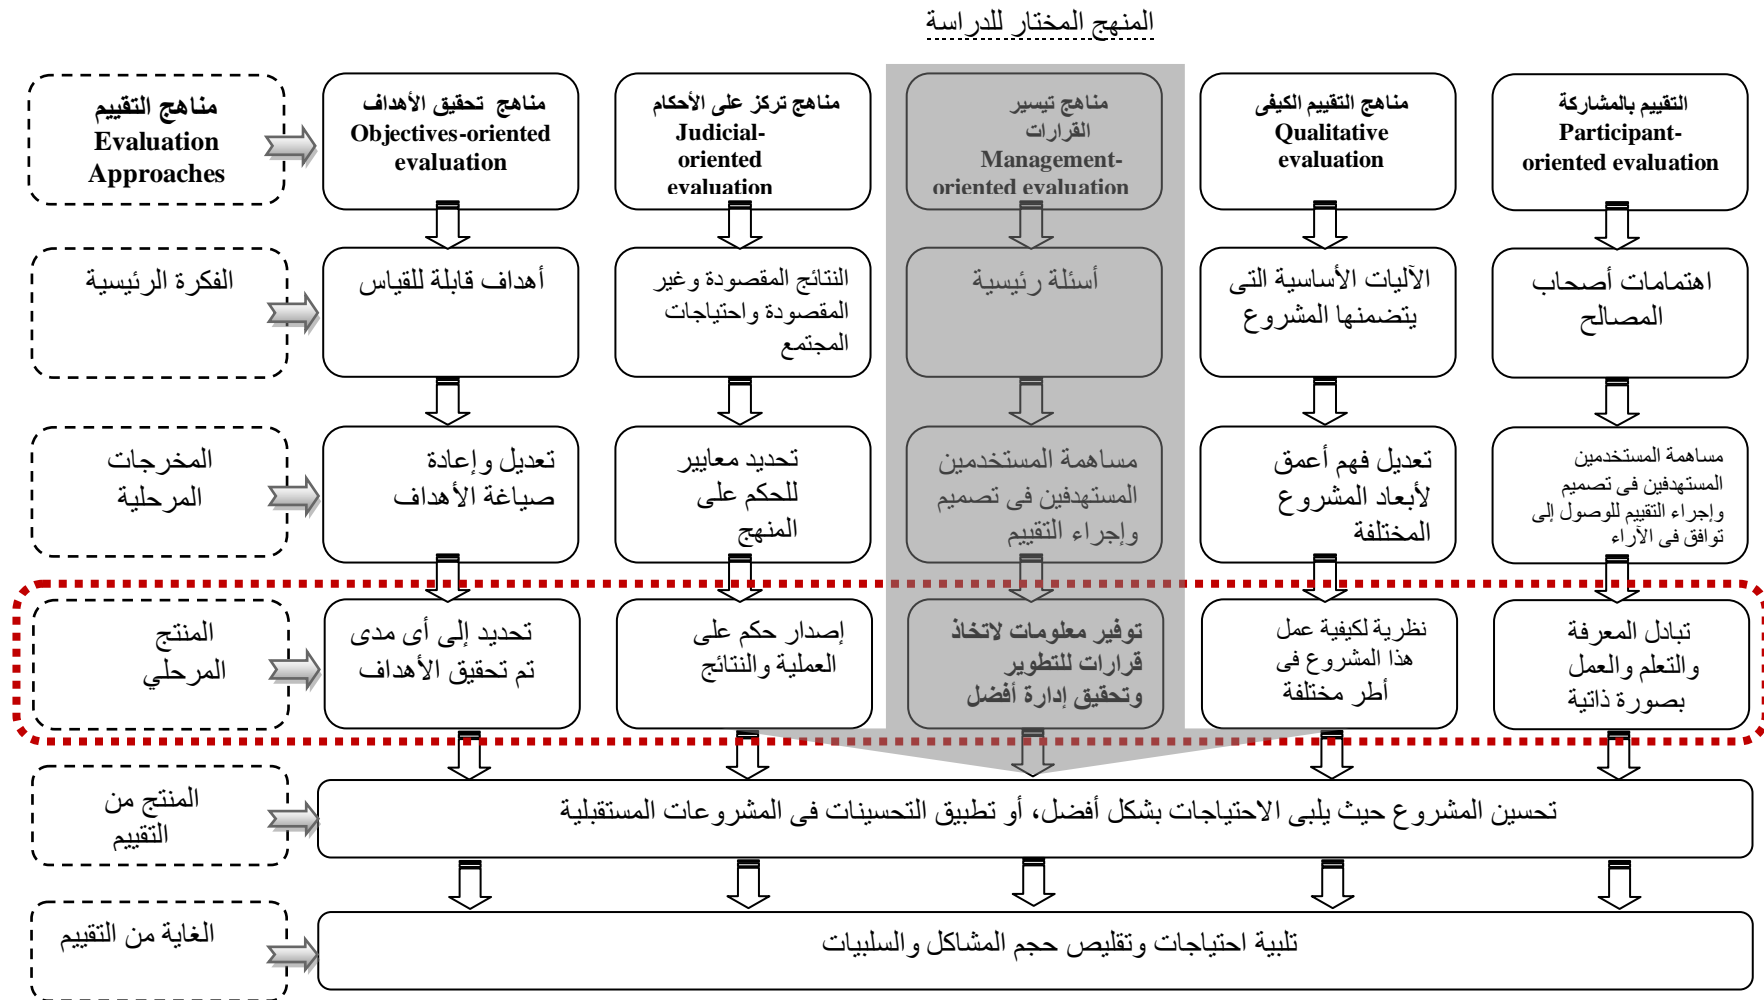 المنهج المختار للدراسة
مناهج التقييم
Evaluation
Approaches
مناهج تحقيق الأهداف
Objectives-oriented
evaluation
مناهج تركز على الأحكام
Judicial-
oriented
evaluation
مناهج تيسير
القرارات
Management-
oriented evaluation
مناهج التقييم الكيفى
Qualitative
evaluation
التقييم بالمشاركة
Participant-
oriented evaluation
الفكرة الرئيسية
أهداف قابلة للقياس
النتائج المقصودة وغير
المقصودة واحتياجات
المجتمع
أسئلة رئيسية
الآليات الأساسية التى
يتضمنها المشروع
اهتمامات أصحاب
المصالح
المخرجات
المرحلية
تعديل وإعادة
صياغة الأهداف
تحديد معايير
للحكم على
المنهج
مساهمة المستخدمين
المستهدفين فى تصميم
وإجراء التقييم
تعديل فهم أعمق
لأبعاد المشروع
المختلفة
مساهمة المستخدمين
المستهدفين فى تصميم
وإجراء التقييم للوصول إلى
توافق فى الآراء
المنتج
المرحلي
تحديد إلى أى مدى
تم تحقيق الأهداف
إصدار حكم على
العملية والنتائج
توفير معلومات لاتخاذ
قرارات للتطوير
وتحقيق إدارة أفضل
نظرية لكيفية عمل
هذا المشروع فى
أطر مختلفة
تبادل المعرفة
والتعلم والعمل
بصورة ذاتية
المنتج من
التقييم
تحسين المشروع حيث يلبى الاحتياجات بشكل أفضل، أو تطبيق التحسينات فى المشروعات المستقبلية
الغاية من التقييم
تلبية احتياجات وتقليص حجم المشاكل والسلبيات